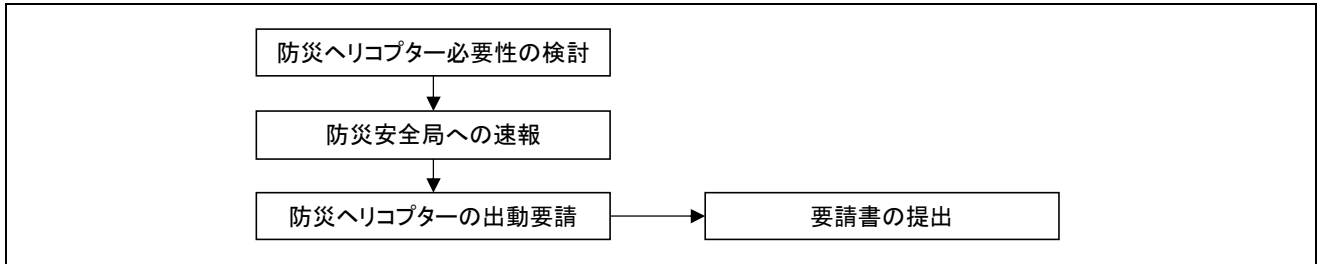 防災ヘリコプター必要性の検討
防災安全局への速報
防災ヘリコプターの出動要請
要請書の提出